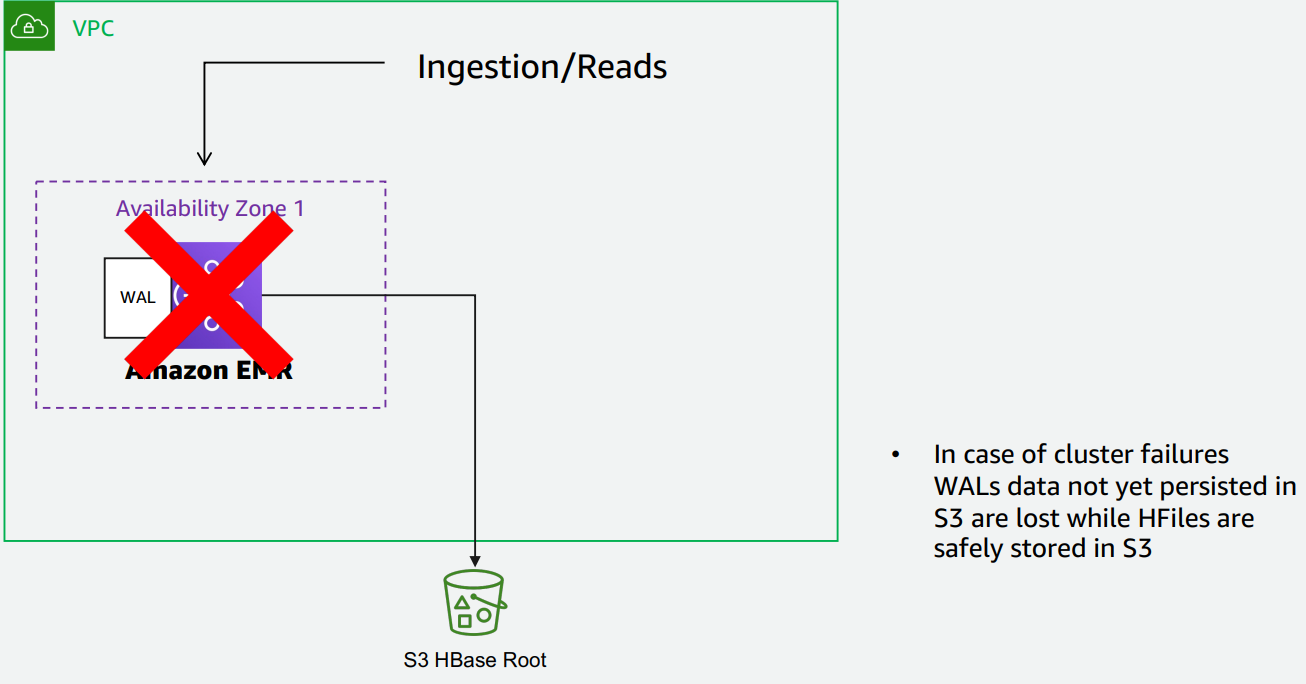 VPC
Ingestion/Reads
Availability Zone 1
WAL
Amazon EMR
• In case of cluster failures
WALs data not yet persisted in
S3 are lost while HFiles are
safely stored in S3
S3 HBase Root